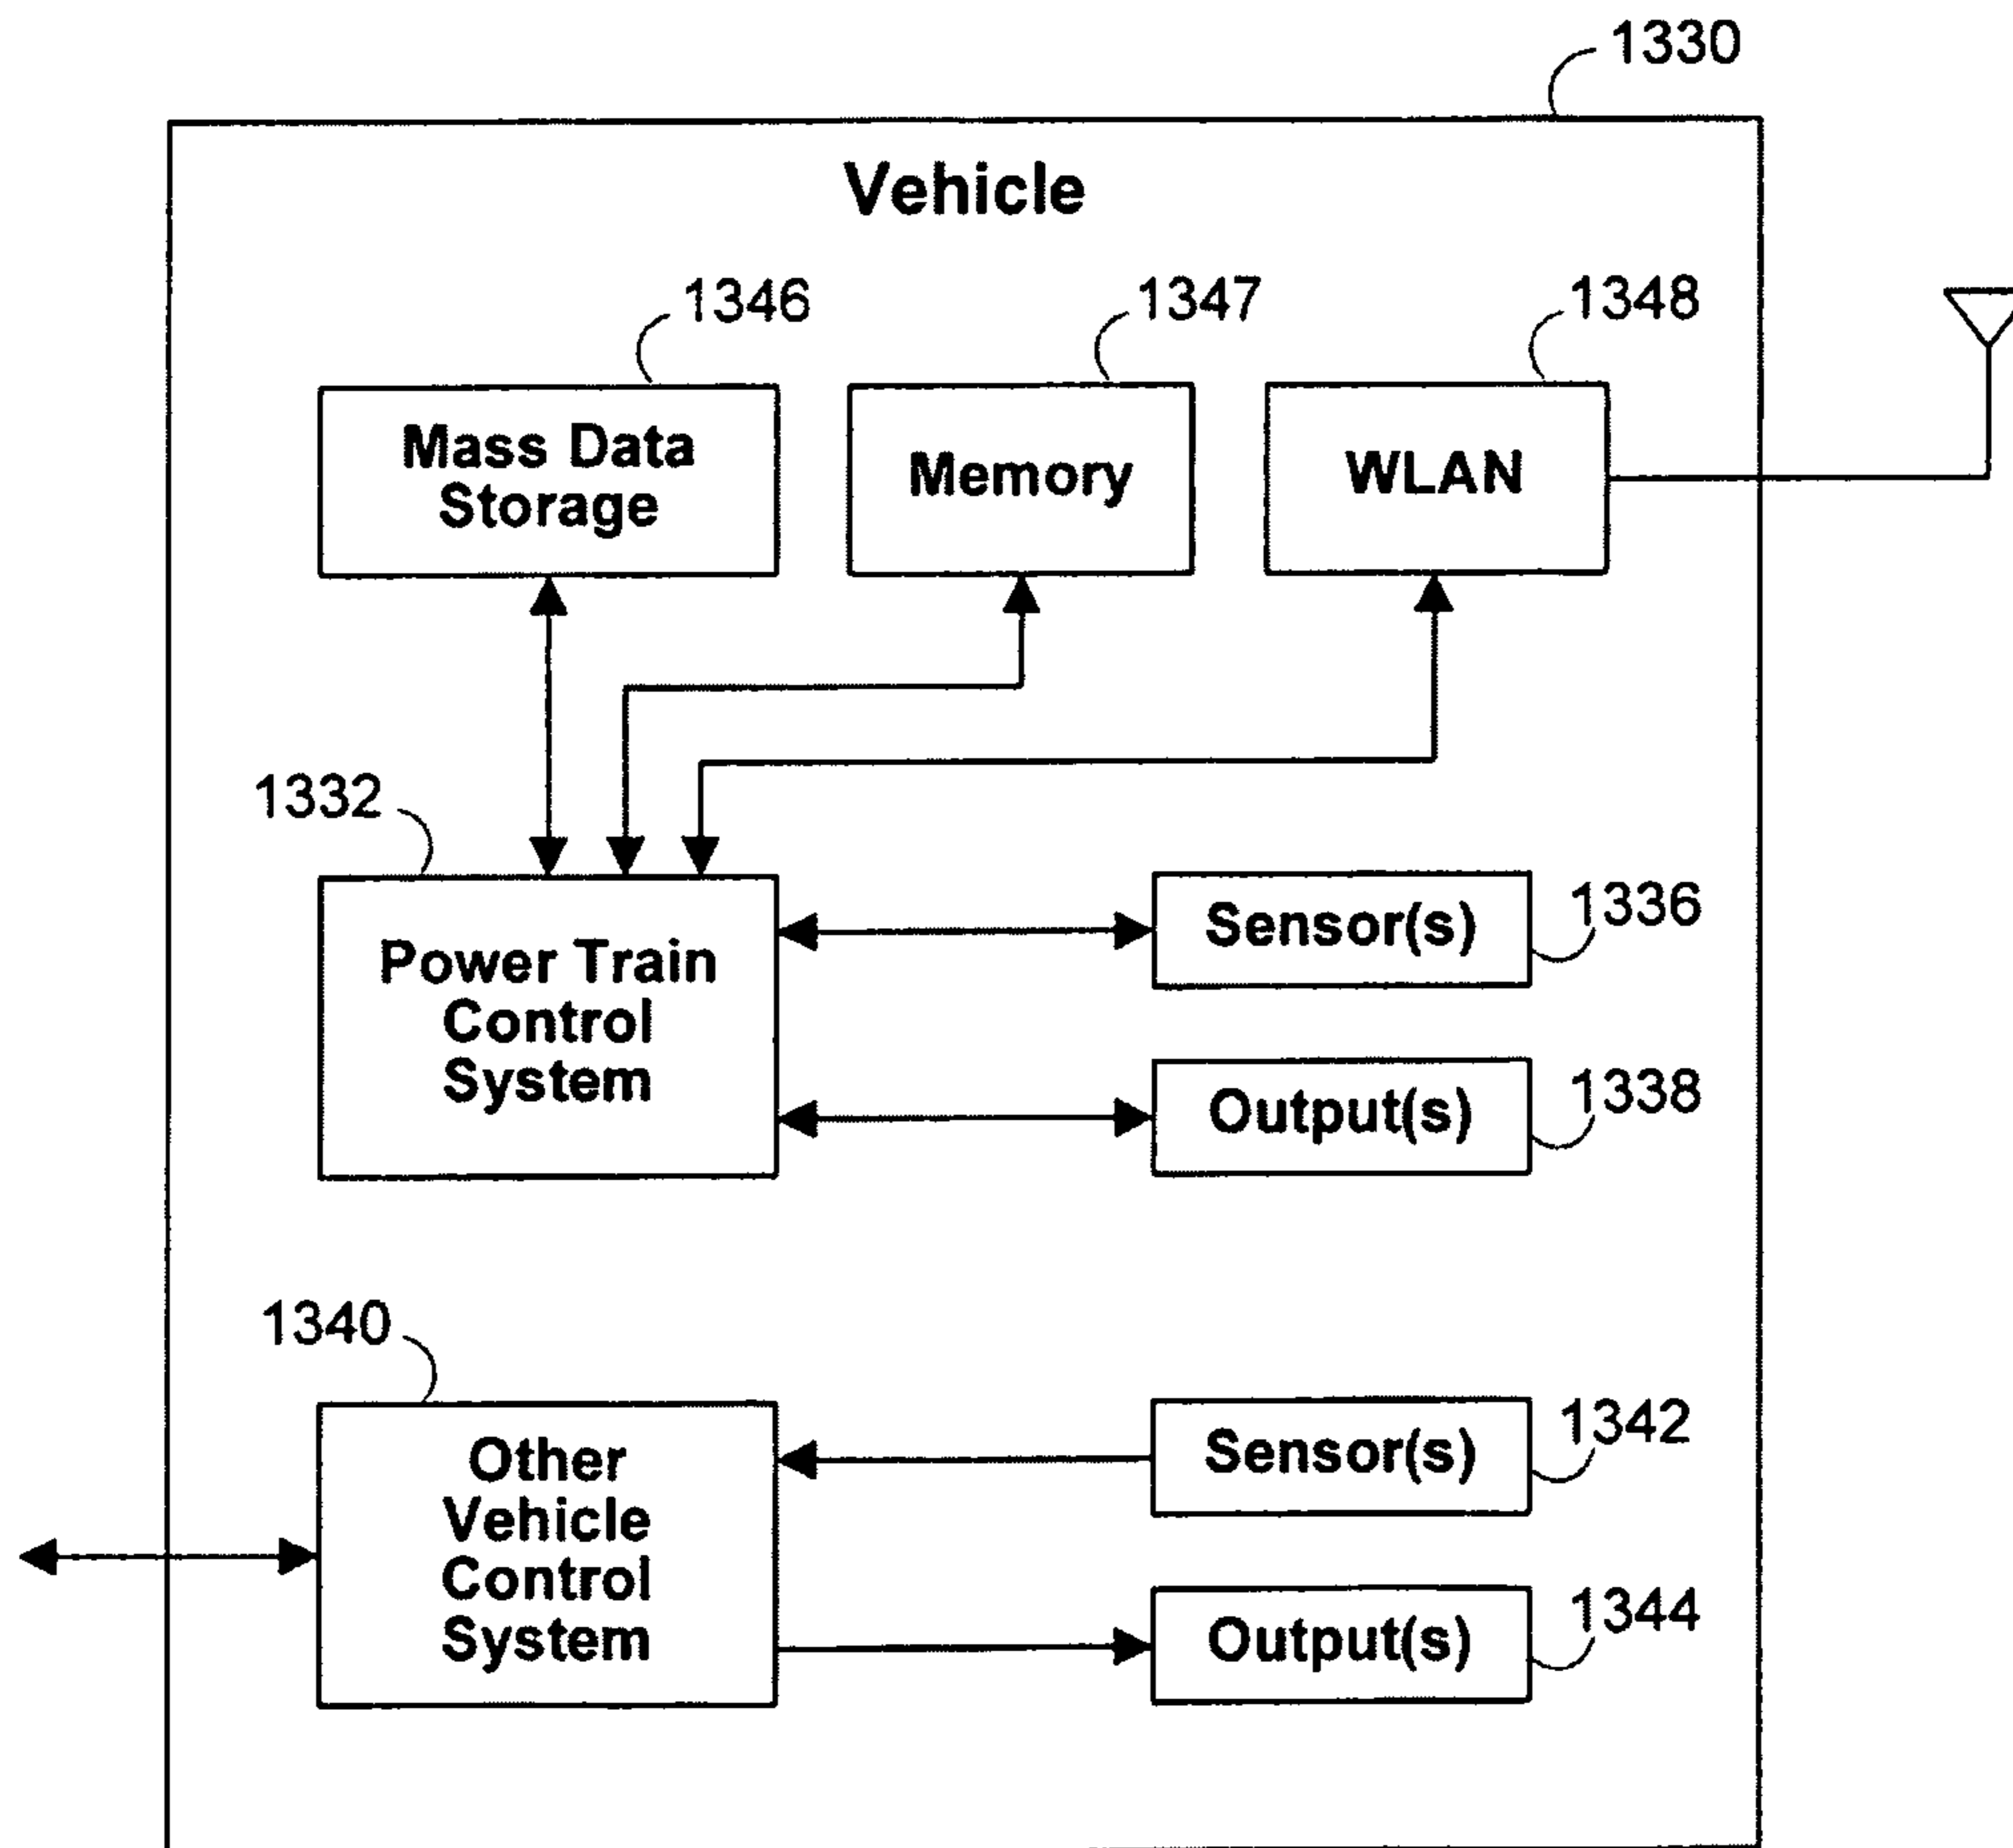 1330
Vehicle
1346
1347
1348
Mass Data
Storage
Memory
WLAN
1332
Power Train
Control
System
Sensor(s)
1336
Output(s)
1338
1340
Other
Vehicle
Control
System
Sensor(s)
1342
Output(s)
1344